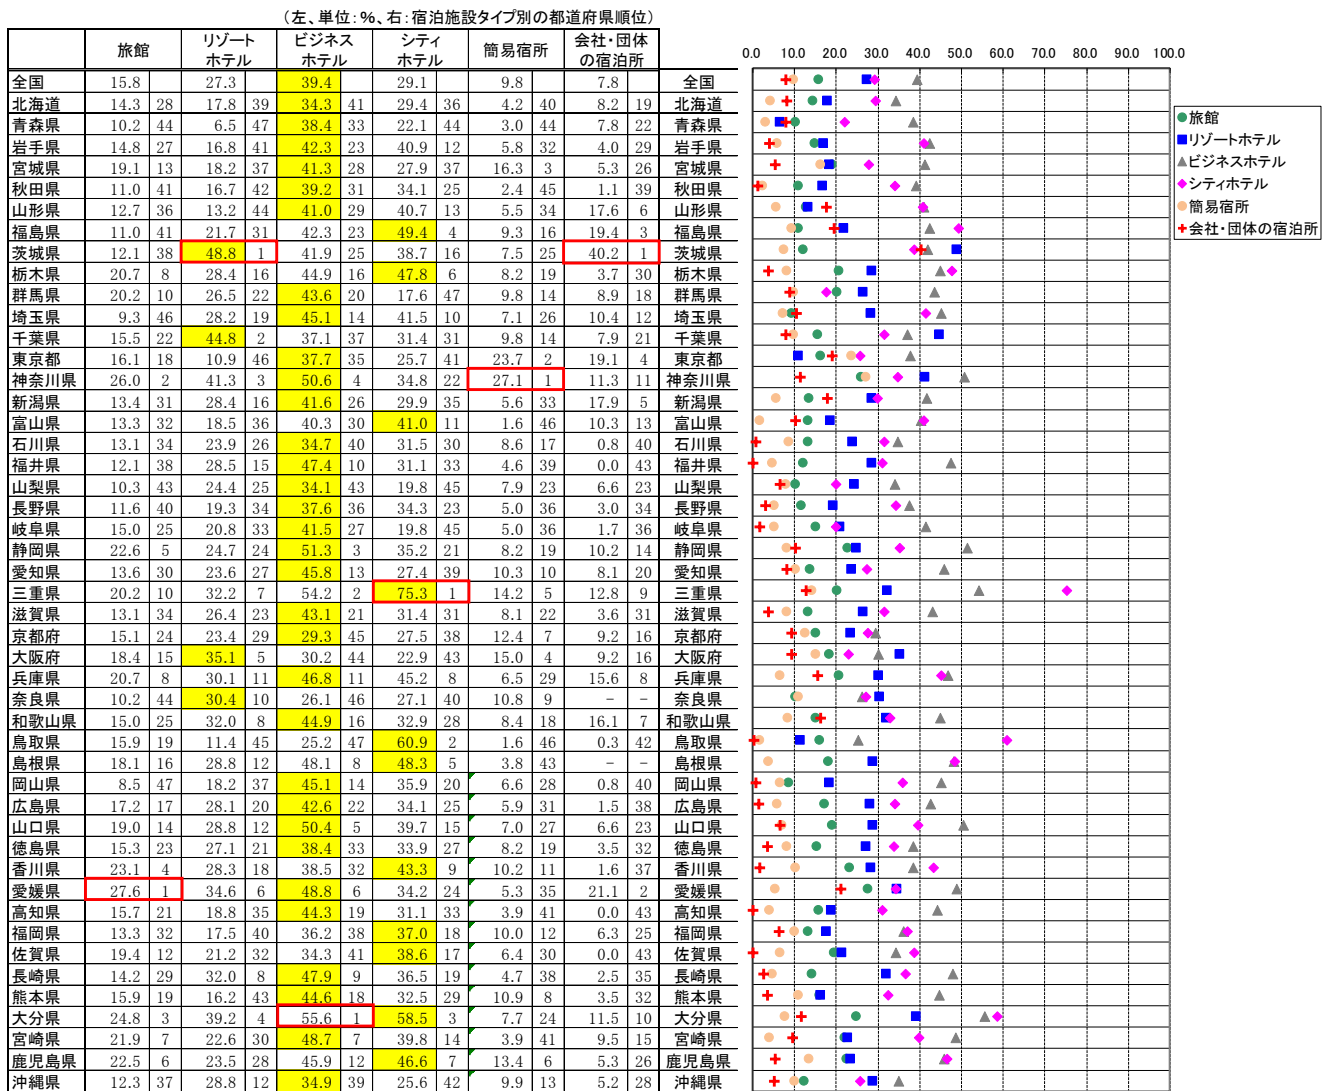 （左、単位：％、右：宿泊施設タイプ別の都道府県順位）
旅館 リゾートホテル ビジネスホテル シティホテル 簡易宿所 会社・団体の宿泊所
0.0 10.0 20.0 30.0 40.0 50.0 60.0 70.0 80.0 90.0 100.0
全国 15.8 27.3 39.4 29.1 9.8 7.8 全国
北海道 14.3 28 17.8 39 34.3 41 29.4 36 4.2 40 8.2 19 北海道
青森県 10.2 44 6.5 47 38.4 33 22.1 44 3.0 44 7.8 22 青森県
岩手県 14.8 27 16.8 41 42.3 23 40.9 12 5.8 32 4.0 29 岩手県
宮城県 19.1 13 18.2 37 41.3 28 27.9 37 16.3 3 5.3 26 宮城県
秋田県 11.0 41 16.7 42 39.2 31 34.1 25 2.4 45 1.1 39 秋田県
山形県 12.7 36 13.2 44 41.0 29 40.7 13 5.5 34 17.6 6 山形県
福島県 11.0 41 21.7 31 42.3 23 49.4 4 9.3 16 19.4 3 福島県
茨城県 12.1 38 48.8 1 41.9 25 38.7 16 7.5 25 40.2 1 茨城県
栃木県 20.7 8 28.4 16 44.9 16 47.8 6 8.2 19 3.7 30 栃木県
群馬県 20.2 10 26.5 22 43.6 20 17.6 47 9.8 14 8.9 18 群馬県
埼玉県 9.3 46 28.2 19 45.1 14 41.5 10 7.1 26 10.4 12 埼玉県
千葉県 15.5 22 44.8 2 37.1 37 31.4 31 9.8 14 7.9 21 千葉県
東京都 16.1 18 10.9 46 37.7 35 25.7 41 23.7 2 19.1 4 東京都
神奈川県 26.0 2 41.3 3 50.6 4 34.8 22 27.1 1 11.3 11 神奈川県
新潟県 13.4 31 28.4 16 41.6 26 29.9 35 5.6 33 17.9 5 新潟県
富山県 13.3 32 18.5 36 40.3 30 41.0 11 1.6 46 10.3 13 富山県
石川県 13.1 34 23.9 26 34.7 40 31.5 30 8.6 17 0.8 40 石川県
福井県 12.1 38 28.5 15 47.4 10 31.1 33 4.6 39 0.0 43 福井県
山梨県 10.3 43 24.4 25 34.1 43 19.8 45 7.9 23 6.6 23 山梨県
長野県 11.6 40 19.3 34 37.6 36 34.3 23 5.0 36 3.0 34 長野県
岐阜県 15.0 25 20.8 33 41.5 27 19.8 45 5.0 36 1.7 36 岐阜県
静岡県 22.6 5 24.7 24 51.3 3 35.2 21 8.2 19 10.2 14 静岡県
愛知県 13.6 30 23.6 27 45.8 13 27.4 39 10.3 10 8.1 20 愛知県
三重県 20.2 10 32.2 7 54.2 2 75.3 1 14.2 5 12.8 9 三重県
滋賀県 13.1 34 26.4 23 43.1 21 31.4 31 8.1 22 3.6 31 滋賀県
京都府 15.1 24 23.4 29 29.3 45 27.5 38 12.4 7 9.2 16 京都府
大阪府 18.4 15 35.1 5 30.2 44 22.9 43 15.0 4 9.2 16 大阪府
兵庫県 20.7 8 30.1 11 46.8 11 45.2 8 6.5 29 15.6 8 兵庫県
奈良県 10.2 44 30.4 10 26.1 46 27.1 40 10.8 9 － － 奈良県
和歌山県 15.0 25 32.0 8 44.9 16 32.9 28 8.4 18 16.1 7 和歌山県
鳥取県 15.9 19 11.4 45 25.2 47 60.9 2 1.6 46 0.3 42 鳥取県
島根県 18.1 16 28.8 12 48.1 8 48.3 5 3.8 43 － － 島根県
岡山県 8.5 47 18.2 37 45.1 14 35.9 20 6.6 28 0.8 40 岡山県
広島県 17.2 17 28.1 20 42.6 22 34.1 25 5.9 31 1.5 38 広島県
山口県 19.0 14 28.8 12 50.4 5 39.7 15 7.0 27 6.6 23 山口県
徳島県 15.3 23 27.1 21 38.4 33 33.9 27 8.2 19 3.5 32 徳島県
香川県 23.1 4 28.3 18 38.5 32 43.3 9 10.2 11 1.6 37 香川県
愛媛県 27.6 1 34.6 6 48.8 6 34.2 24 5.3 35 21.1 2 愛媛県
高知県 15.7 21 18.8 35 44.3 19 31.1 33 3.9 41 0.0 43 高知県
福岡県 13.3 32 17.5 40 36.2 38 37.0 18 10.0 12 6.3 25 福岡県
佐賀県 19.4 12 21.2 32 34.3 41 38.6 17 6.4 30 0.0 43 佐賀県
長崎県 14.2 29 32.0 8 47.9 9 36.5 19 4.7 38 2.5 35 長崎県
熊本県 15.9 19 16.2 43 44.6 18 32.5 29 10.9 8 3.5 32 熊本県
大分県 24.8 3 39.2 4 55.6 1 58.5 3 7.7 24 11.5 10 大分県
宮崎県 21.9 7 22.6 30 48.7 7 39.8 14 3.9 41 9.5 15 宮崎県
鹿児島県 22.5 6 23.5 28 45.9 12 46.6 7 13.4 6 5.3 26 鹿児島県
沖縄県 12.3 37 28.8 12 34.9 39 25.6 42 9.9 13 5.2 28 沖縄県
旅館
リゾートホテル
ビジネスホテル
シティホテル
簡易宿所
会社・団体の宿泊所